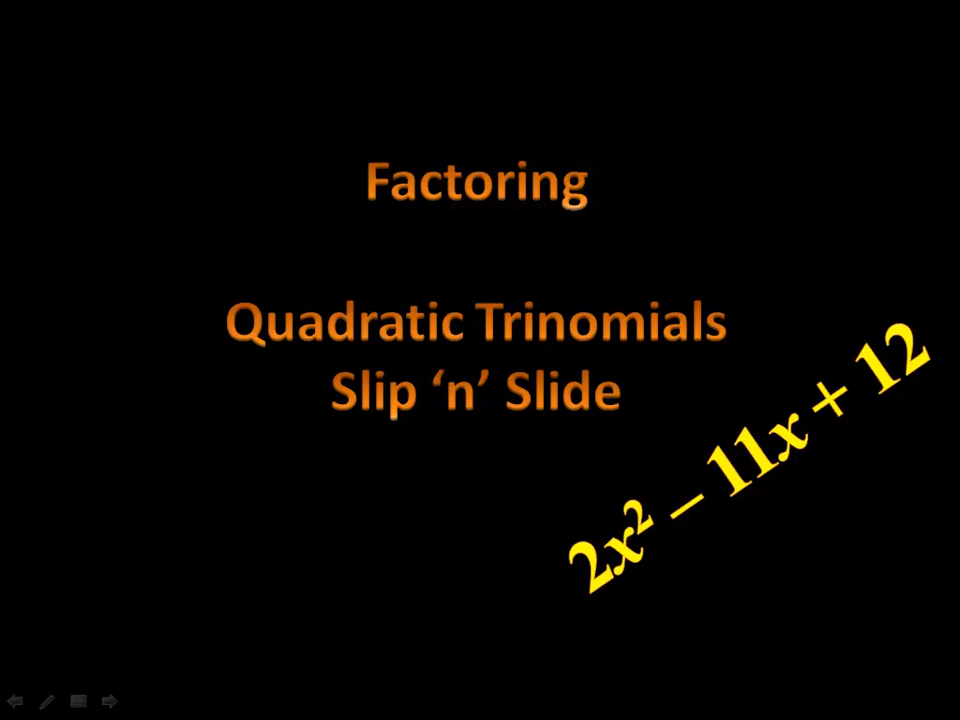 Factoring
Quadratic Trinomials
Slip ‘n’ Slide
2x² – 11x + 12